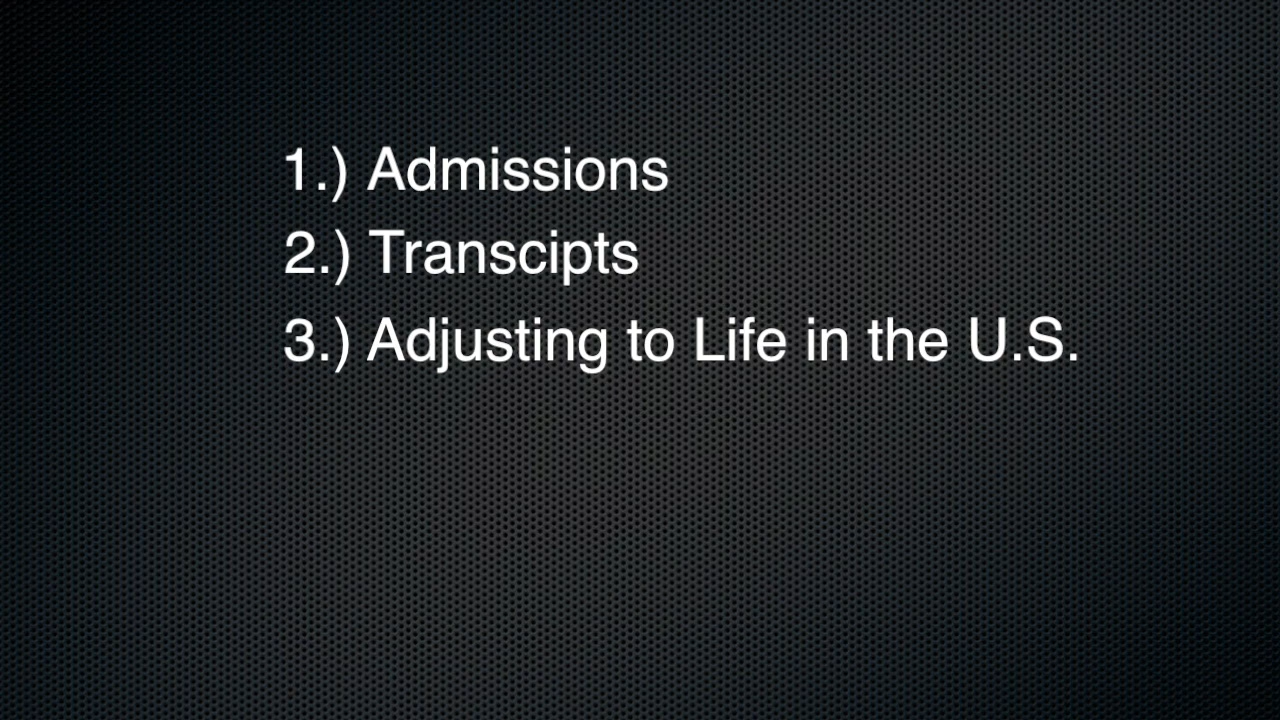 1.) Admissions
2.) Transcipts
3.) Adjusting to Life in the U.S.